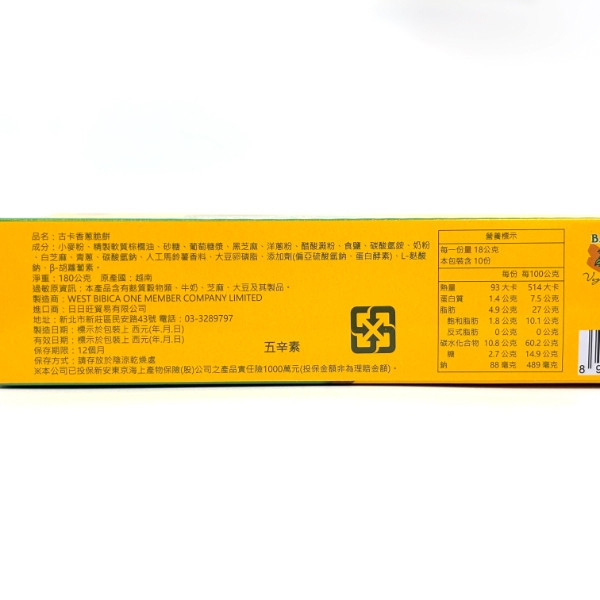 品名：古卡香蔥脆餅
成分：小麥粉、精製軟質棕櫚油、砂糖、葡萄糖漿、黑芝麻、洋蔥粉、醋酸澱粉、食鹽、碳酸氫銨、奶粉
、白芝麻、青蔥、碳酸氫鈉、人工馬鈴薯香料、大豆卵磷脂、添加劑(偏亞硫酸氫鈉、蛋白酵素)、L-麩酸
鈉、β-胡蘿蔔素。
過敏原資訊：本產品含有麩質穀物類、牛奶、芝麻、大豆及其製品。
淨重：180公克 原產國：越南
製造商：WEST BIBICA ONE MEMBER COMPANY LIMITED
進口商：日日旺貿易有限公司
地址：新北市新莊區民安路43號 電話：03-3289797
製造日期：標示於包裝上 西元(年.月.日)
有效日期：標示於包裝上 西元(年.月.日)
保存期限：12個月
保存方式：請存放於陰涼乾燥處
※本公司已投保新安東京海上產物保險(股)公司之產品責任險1000萬元(投保金額非為理賠金額)。
五辛素
營養標示
每一份量 18公克
本包裝含 10份
每份 每100公克
熱量 93 大卡 514 大卡
蛋白質 1.4 公克 7.5 公克
脂肪 4.9 公克 27 公克
飽和脂肪 1.8 公克 10.1 公克
反式脂肪 0 公克 0 公克
碳水化合物 10.8 公克 60.2 公克
糖 2.7 公克 14.9 公克
鈉 88 毫克 489 毫克